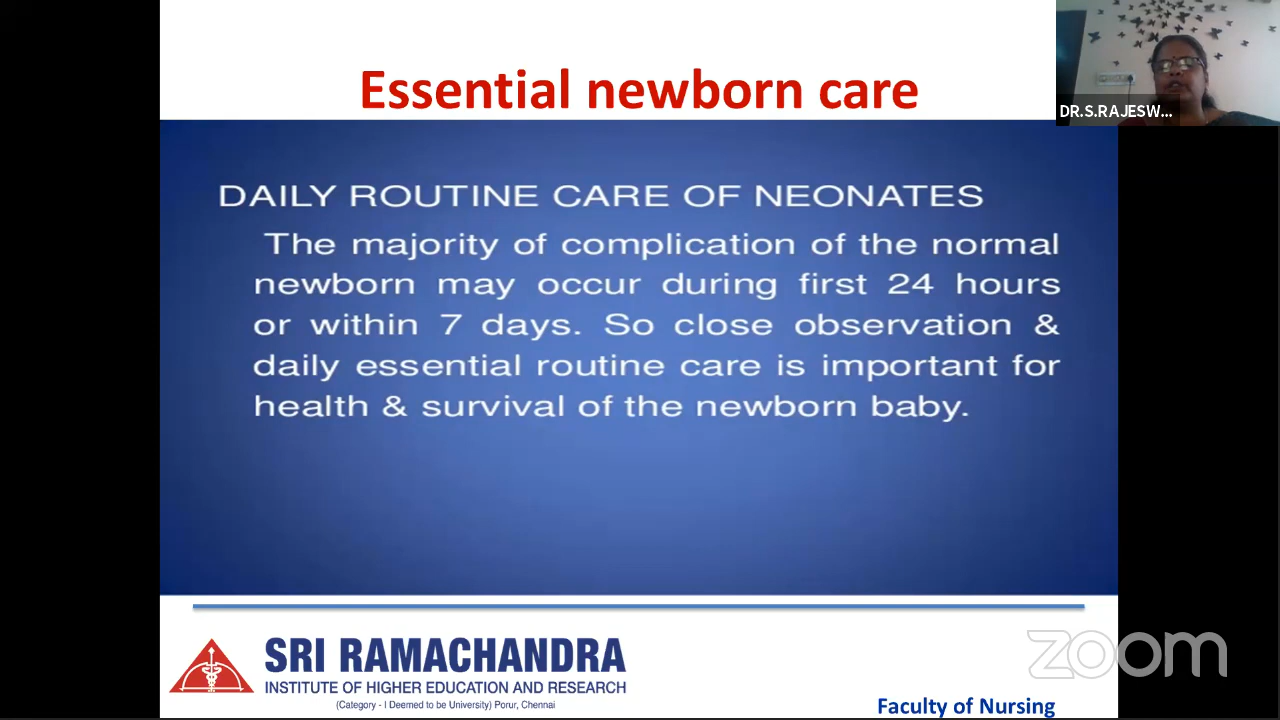 Essential newborn care
DR.S.RAJESW...
DAILY ROUTINE CARE OF NEONATES
The majority of complication of the normal
newborn may occur during first 24 hours
or within 7 days. So close observation &
daily essential routine care is important for
health & survival of the newborn baby.
SRI RAMACHANDRA
INSTITUTE OF HIGHER EDUCATION AND RESEARCH
(Category - I Deemed to be University) Porur, Chennai
zoom
Faculty of Nursing